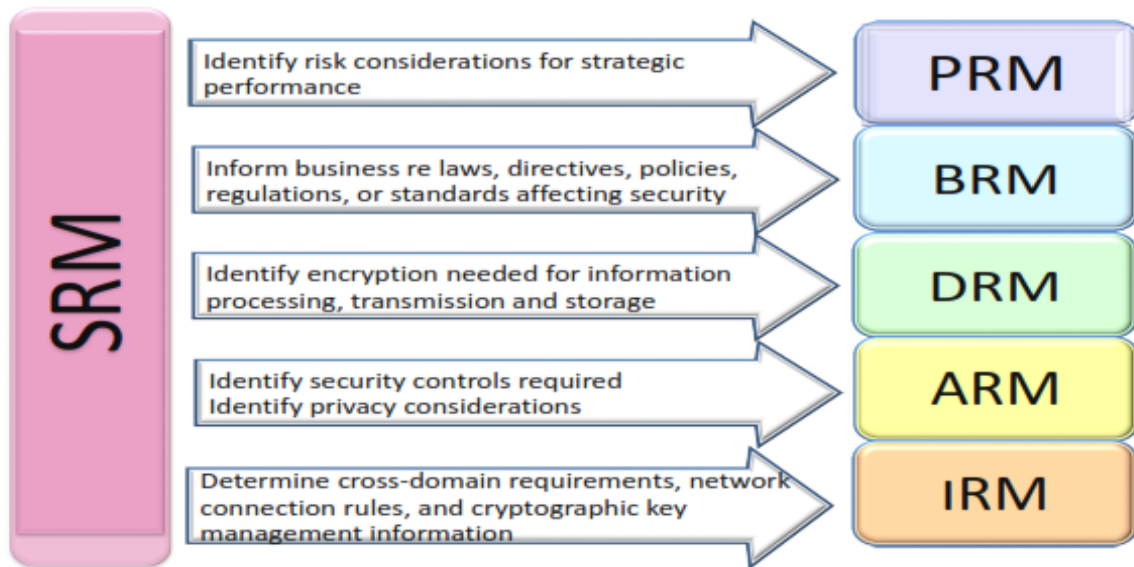 SRM
Identify risk considerations for strategic
performance
PRM
Inform business re laws, directives, policies,
regulations, or standards affecting security
BRM
Identify encryption needed for information
processing, transmission and storage
DRM
Identify security controls required
Identify privacy considerations
ARM
Determine cross-domain requirements, network
connection rules, and cryptographic key
management information
IRM